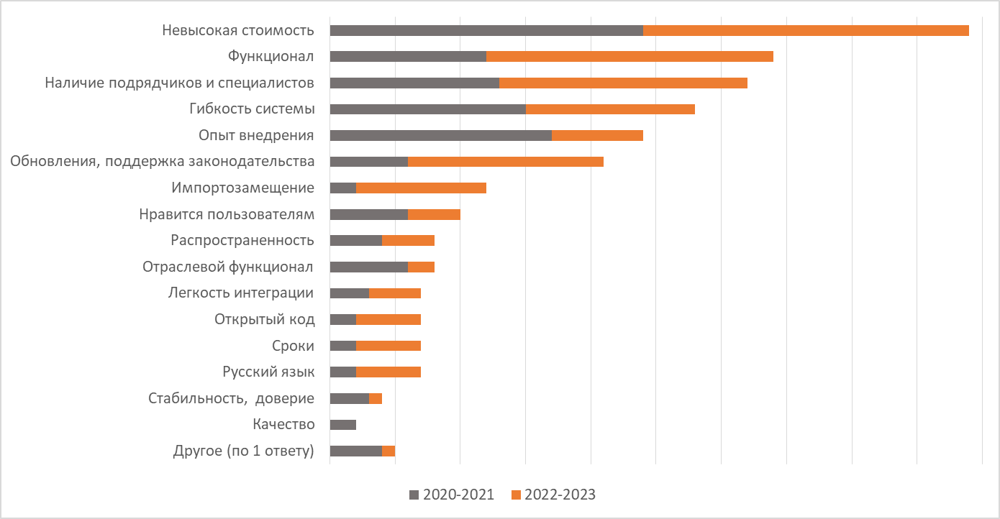 Невысокая стоимость
Функционал
Наличие подрядчиков и специалистов
Гибкость системы
Опыт внедрения
Обновления, поддержка законодательства
Импортозамещение
Нравится пользователям
Распространенность
Отраслевой функционал
Легкость интеграции
Открытый код
Сроки
Русский язык
Стабильность,  доверие
Качество
Другое (по 1 ответу)
2020-2021 2022-2023